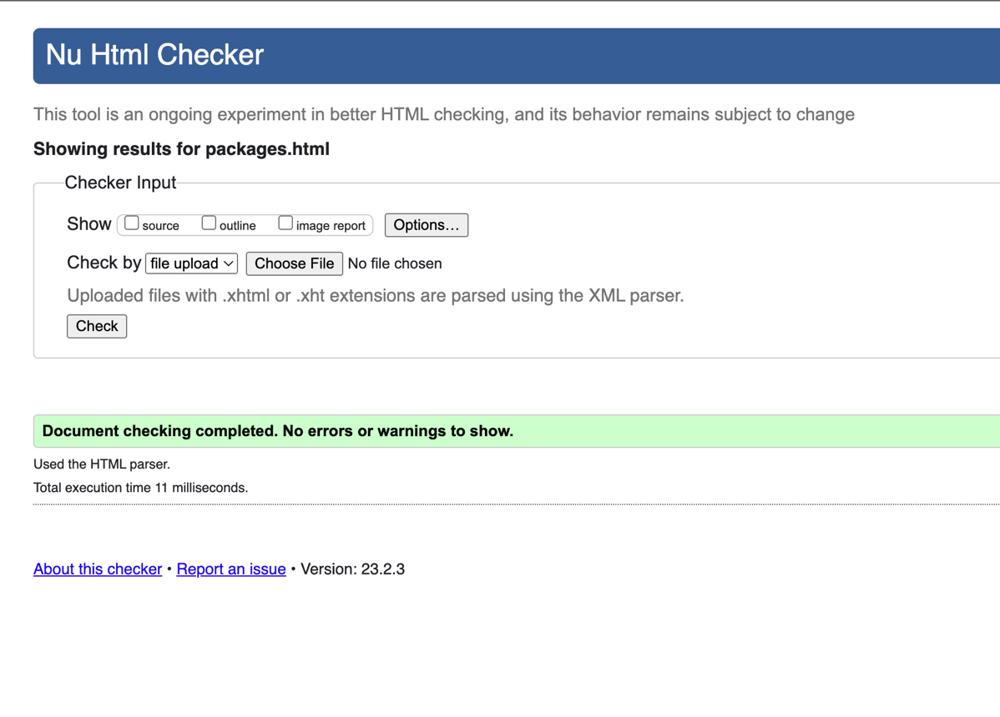 Nu Html Checker
This tool is an ongoing experiment in better HTML checking, and its behavior remains subject to change
Showing results for packages.html
Checker Input
Show source outline image report Options…
Check by file upload Choose File No file chosen
Uploaded files with .xhtml or .xht extensions are parsed using the XML parser.
Check
Document checking completed. No errors or warnings to show.
Used the HTML parser.
Total execution time 11 milliseconds.
About this checker • Report an issue • Version: 23.2.3